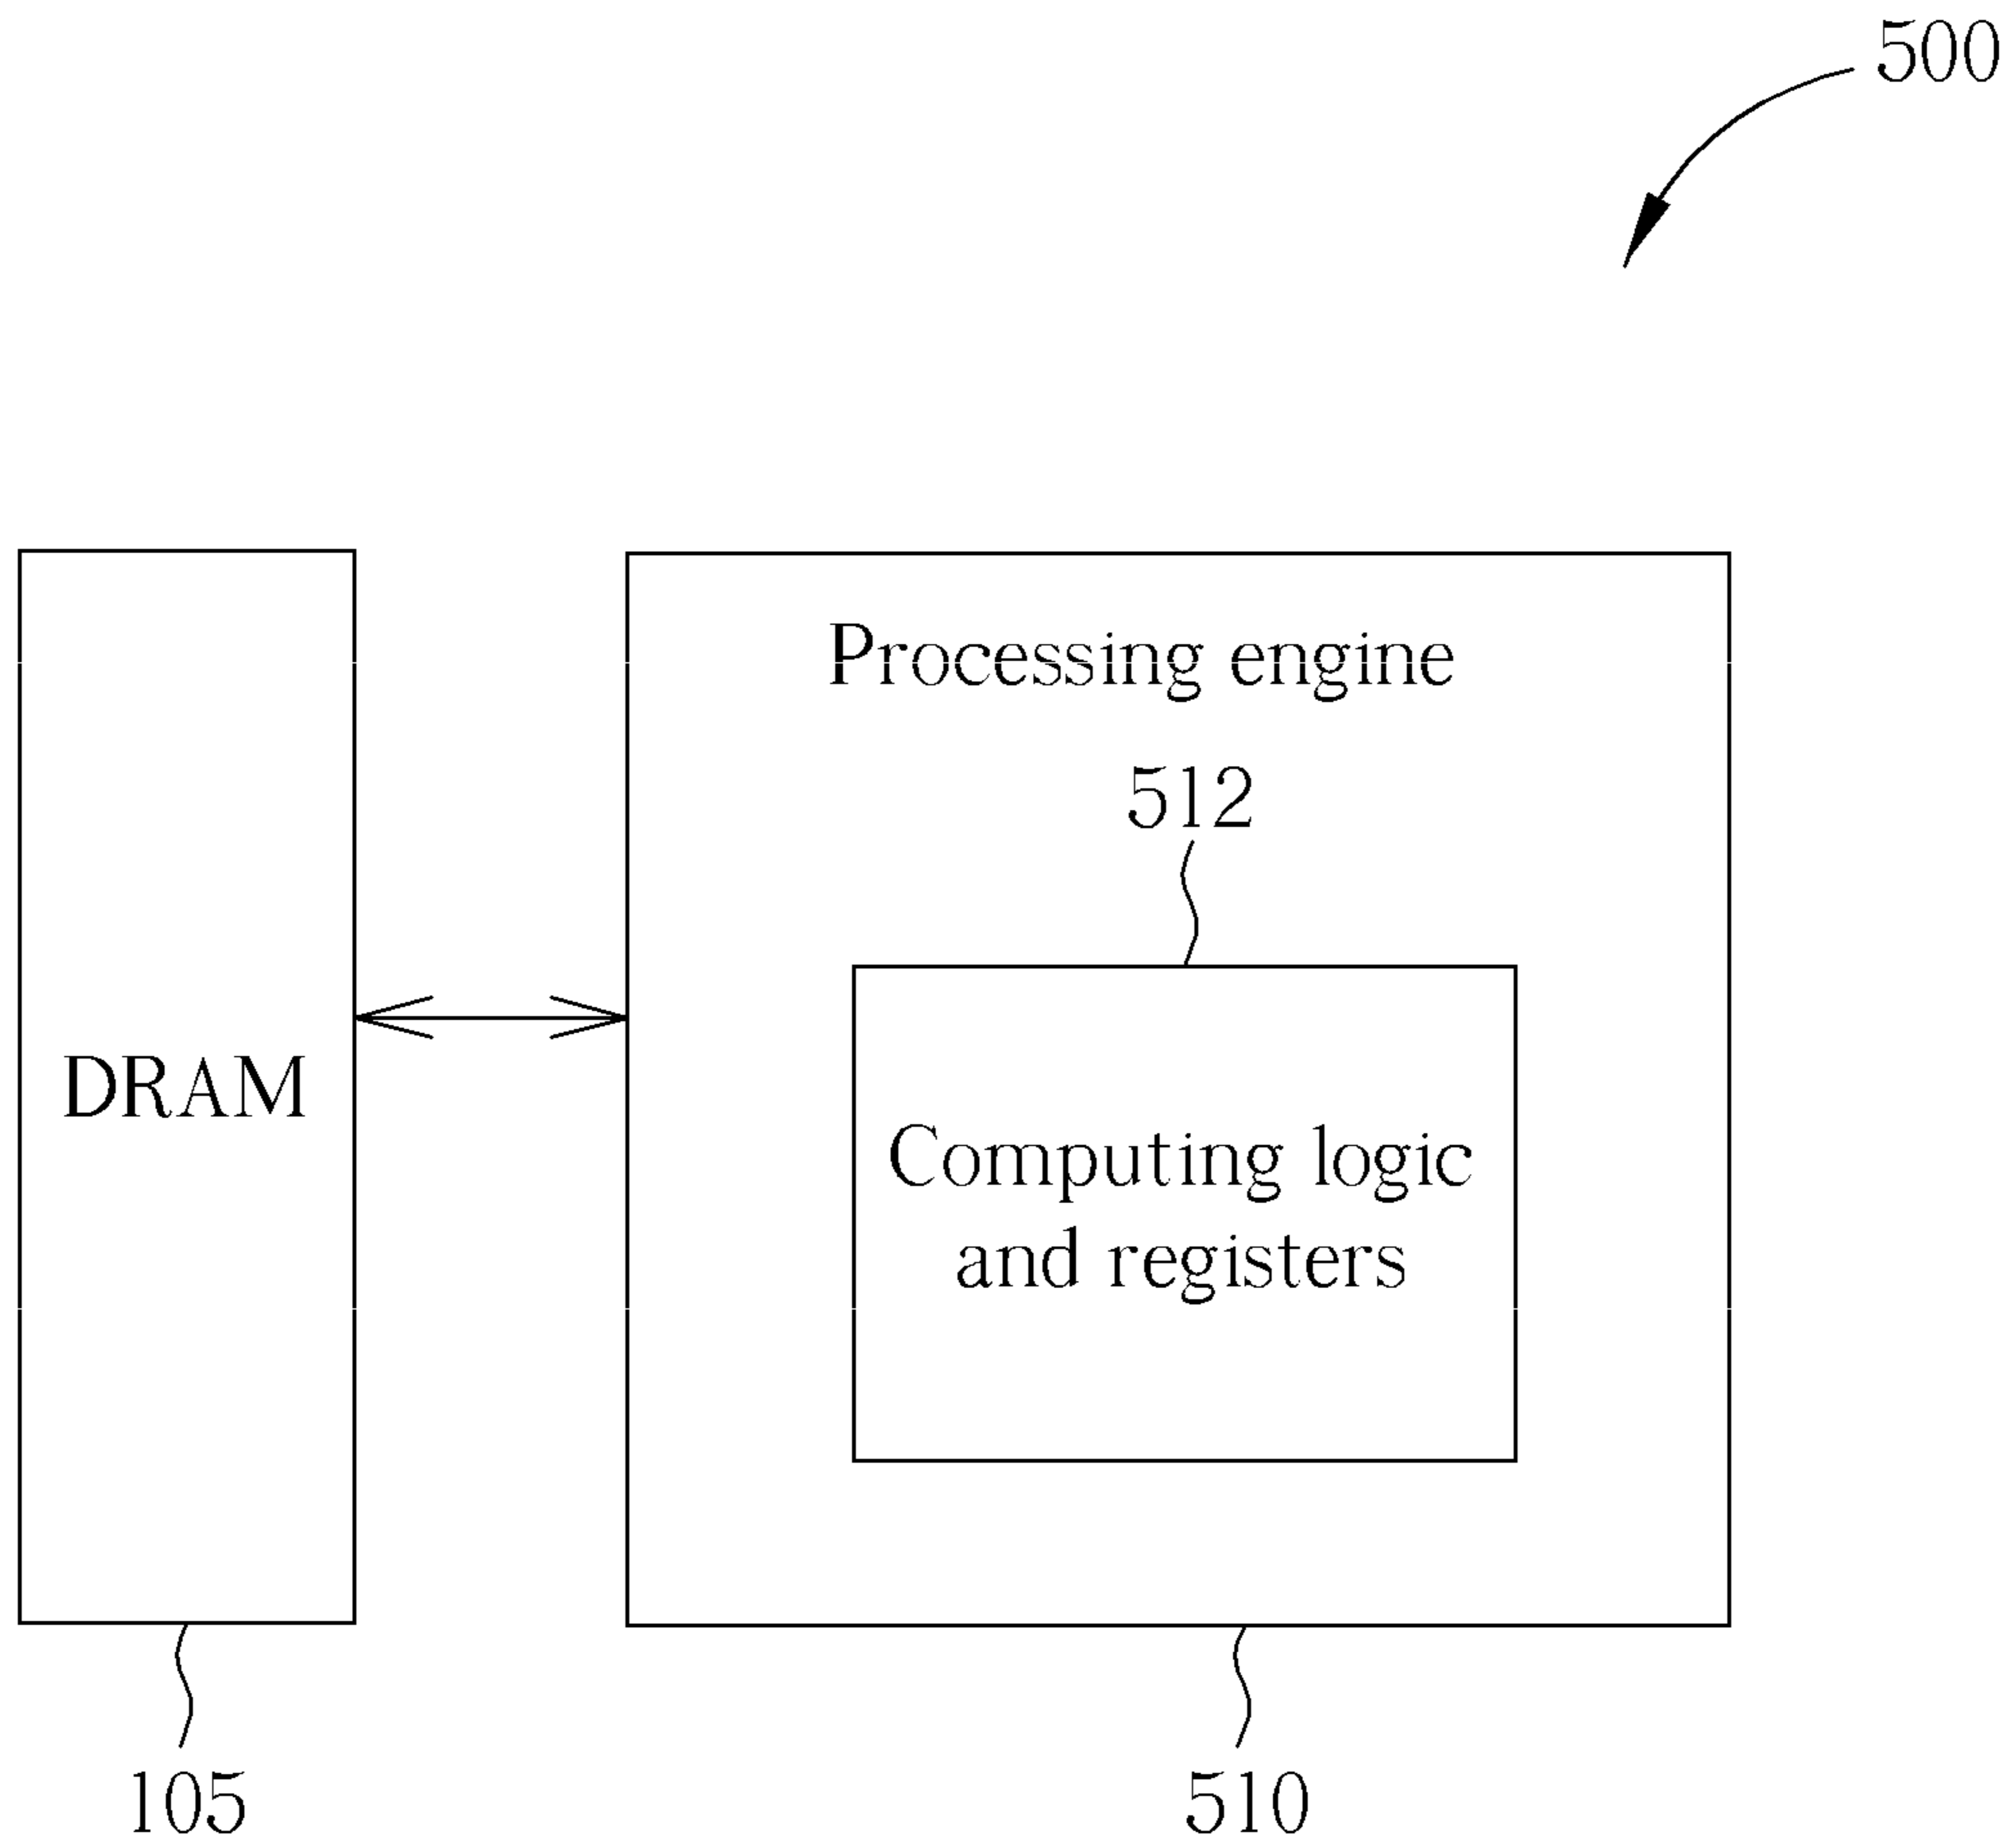 500
Processing engine
512
DRAM
Computing logic
and registers
105
510